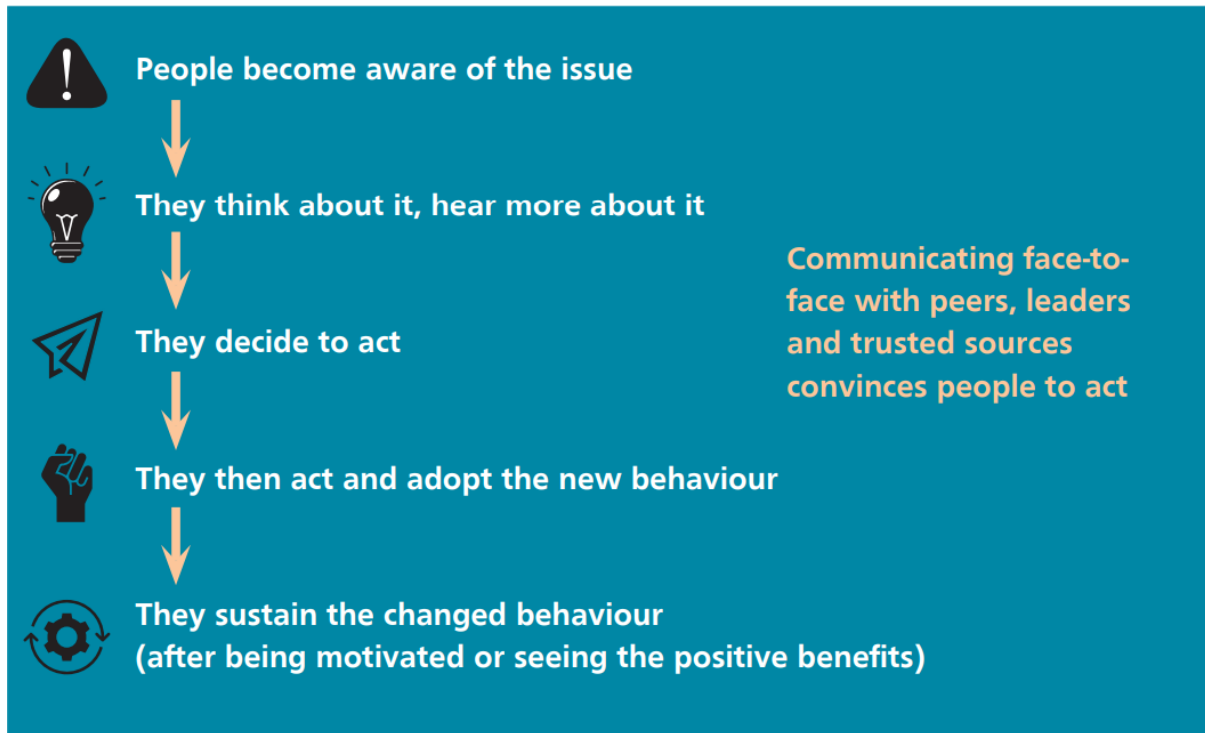 People become aware of the issue
They think about it, hear more about it
Communicating face-to-
face with peers, leaders
and trusted sources
convinces people to act
They decide to act
They then act and adopt the new behaviour
They sustain the changed behaviour
(after being motivated or seeing the positive benefits)